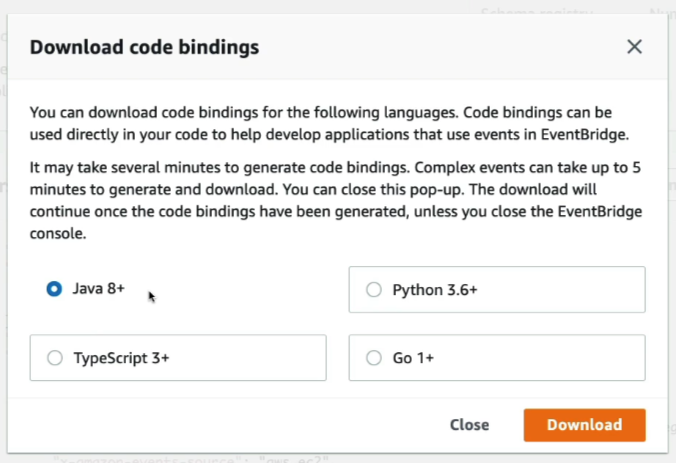 Schema registry
Download code bindings
You can download code bindings for the following languages. Code bindings can be
used directly in your code to help develop applications that use events in EventBridge.
It may take several minutes to generate code bindings. Complex events can take up to 5
minutes to generate and download. You can close this pop-up. The download will
continue once the code bindings have been generated, unless you close the EventBridge
console.
Java 8+
Python 3.6+
TypeScript 3+
Go 1+
Close
Download